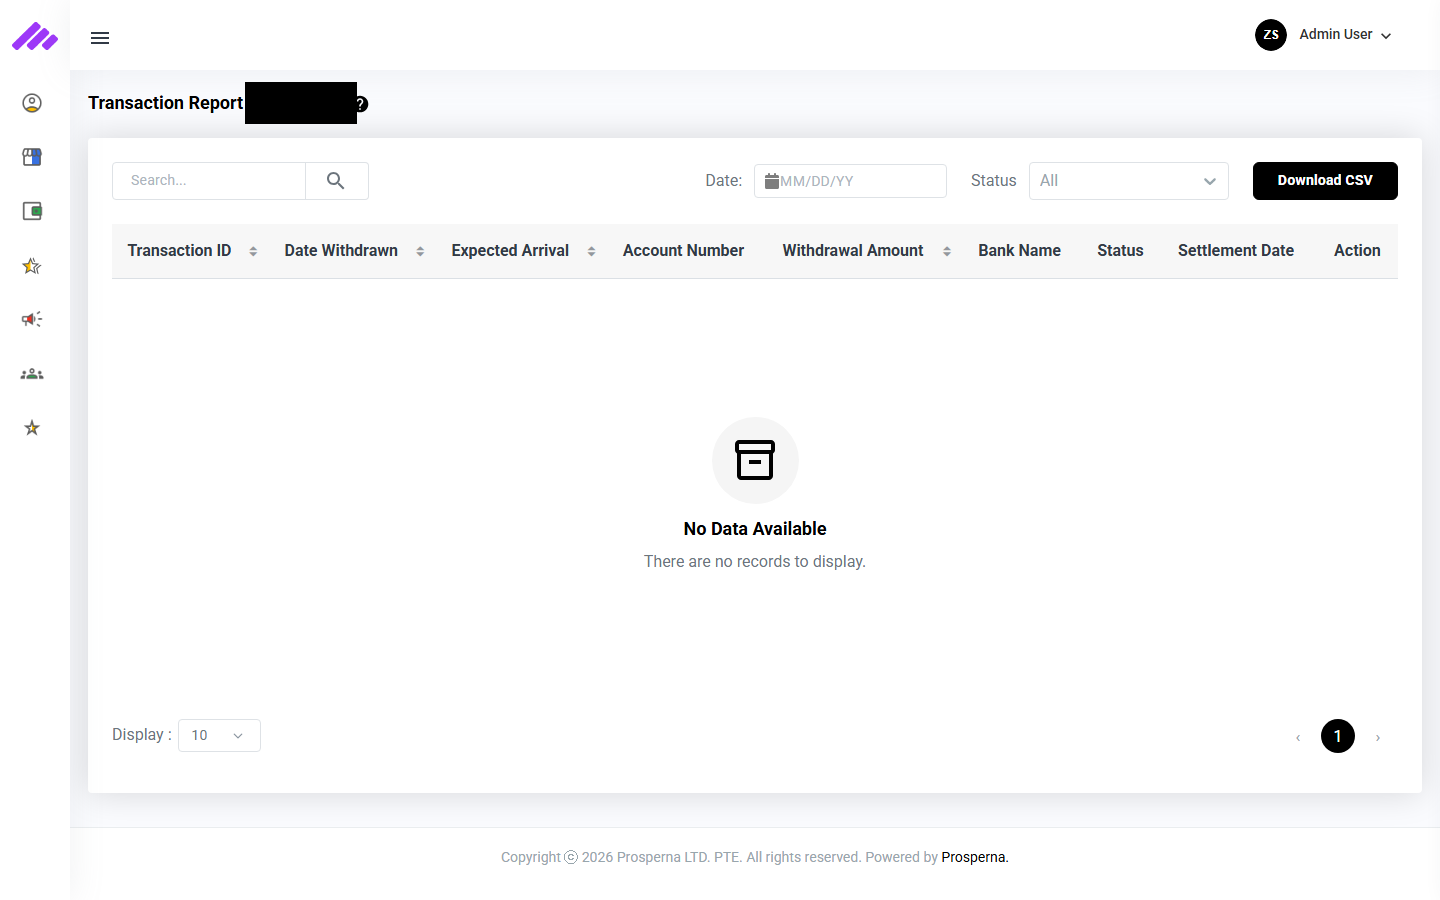 ZS Admin User
Transaction Report ?
Search... Date: MM/DD/YY Status All Download CSV
Transaction ID Date Withdrawn Expected Arrival Account Number Withdrawal Amount Bank Name Status Settlement Date Action
No Data Available
There are no records to display.
Display : 10 ‹ 1 ›
Copyright © 2026 Prosperna LTD. PTE. All rights reserved. Powered by Prosperna.